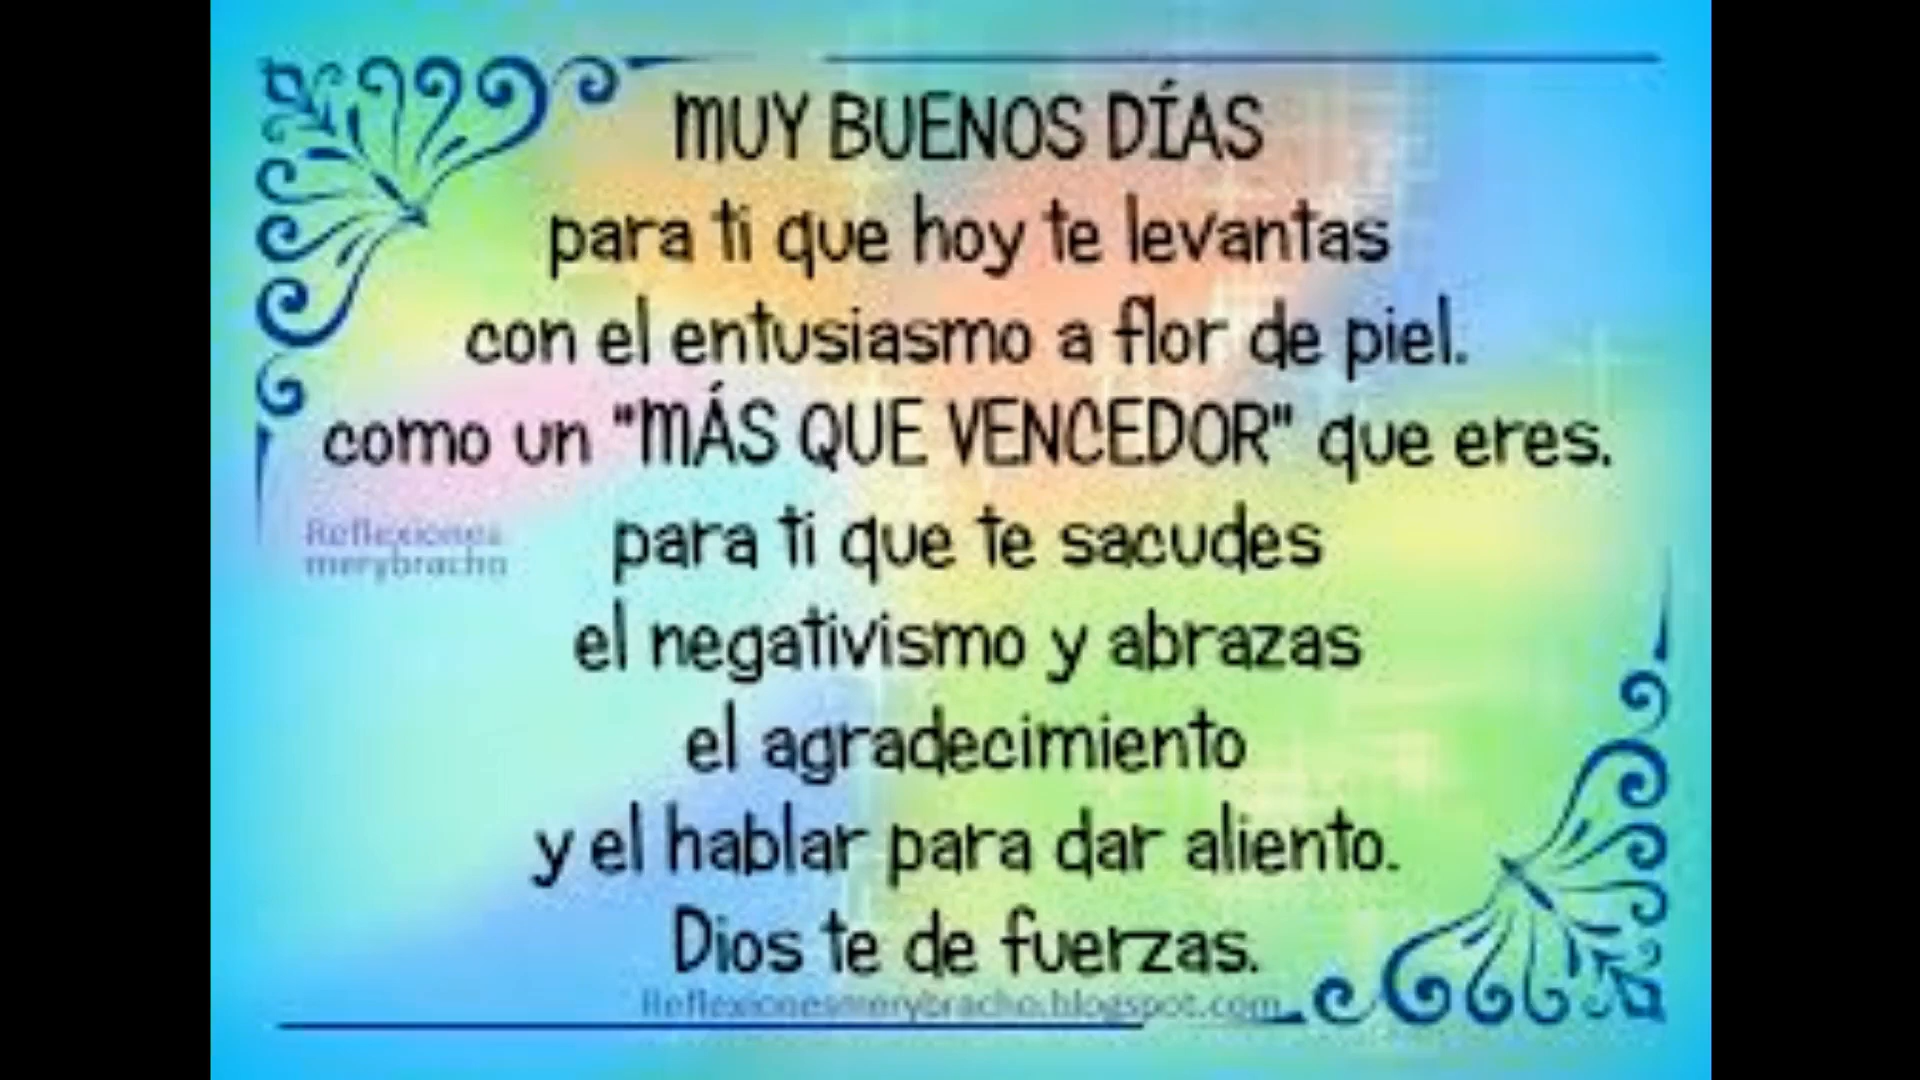 MUY BUENOS DÍAS
para ti que hoy te levantas
con el entusiasmo a flor de piel.
como un "MÁS QUE VENCEDOR" que eres.
Reflexiones
merybracho
para ti que te sacudes
el negativismo y abrazas
el agradecimiento
y el hablar para dar aliento.
Dios te de fuerzas.
Reflexionesmerybracho.blogspot.com